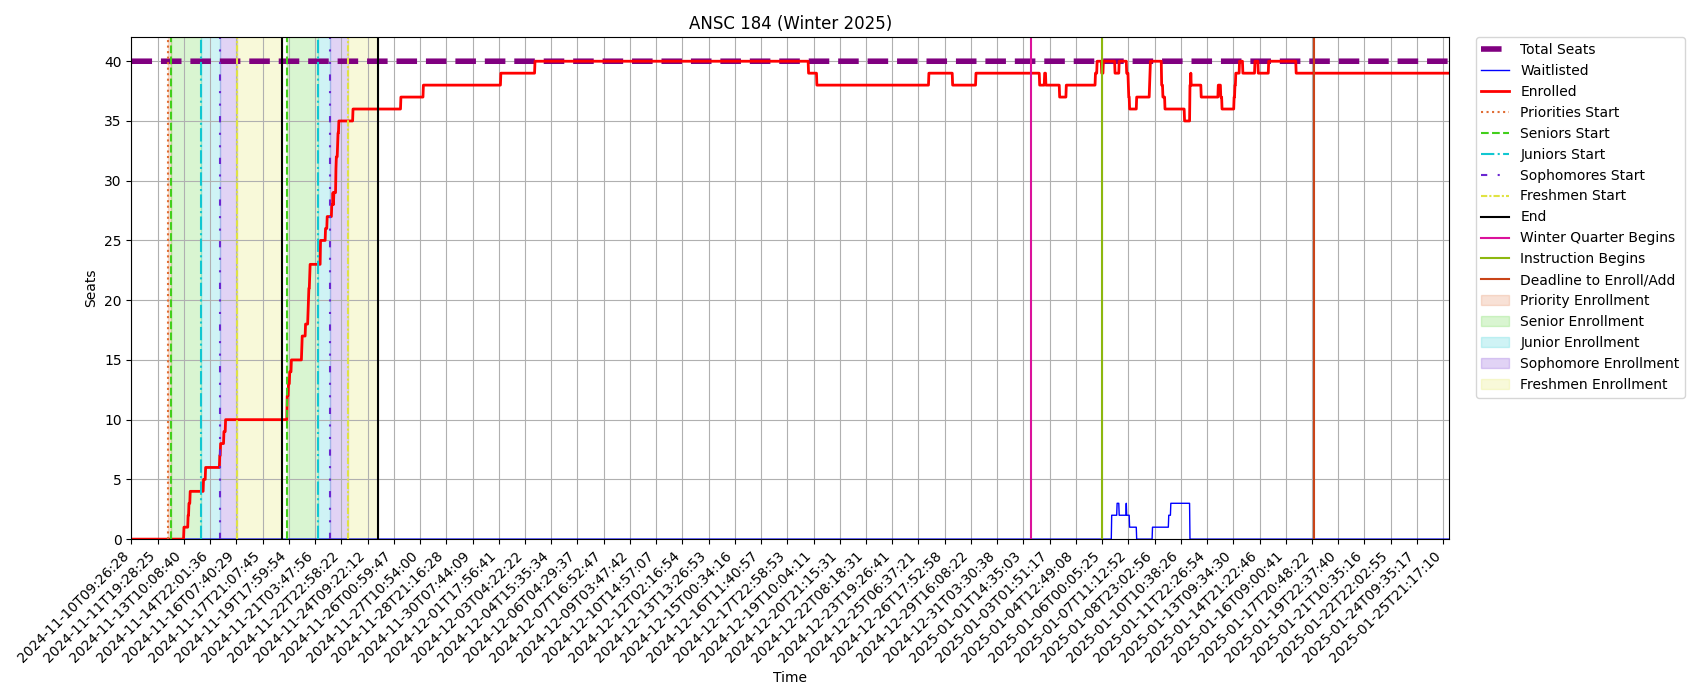 ANSC 184 (Winter 2025)
Seats
40
35
30
25
20
15
10
5
0
2024-11-10T09:26:28
2024-11-11T19:28:25
2024-11-13T10:08:40
2024-11-14T22:01:36
2024-11-16T07:40:29
2024-11-17T21:07:45
2024-11-19T17:59:54
2024-11-21T03:47:56
2024-11-22T22:58:22
2024-11-24T09:22:12
2024-11-26T00:59:47
2024-11-27T10:54:00
2024-11-28T21:16:28
2024-11-30T07:44:09
2024-12-01T17:56:41
2024-12-03T04:22:22
2024-12-04T15:35:34
2024-12-06T04:29:37
2024-12-07T16:52:47
2024-12-09T03:47:42
2024-12-10T14:57:07
2024-12-12T02:16:54
2024-12-13T13:26:53
2024-12-15T00:34:16
2024-12-16T11:40:57
2024-12-17T22:58:53
2024-12-19T10:04:11
2024-12-20T21:15:31
2024-12-22T08:18:31
2024-12-23T19:26:41
2024-12-25T06:37:21
2024-12-26T17:52:58
2024-12-29T16:08:22
2024-12-31T03:30:38
2025-01-01T14:35:03
2025-01-03T01:51:17
2025-01-04T12:49:08
2025-01-06T00:05:25
2025-01-07T11:12:52
2025-01-08T23:02:56
2025-01-10T10:38:26
2025-01-11T22:26:54
2025-01-13T09:34:30
2025-01-14T21:22:46
2025-01-16T09:00:41
2025-01-17T20:48:22
2025-01-19T22:37:40
2025-01-21T10:35:16
2025-01-22T22:02:55
2025-01-24T09:35:17
2025-01-25T21:17:10
Time
Total Seats
Waitlisted
Enrolled
Priorities Start
Seniors Start
Juniors Start
Sophomores Start
Freshmen Start
End
Winter Quarter Begins
Instruction Begins
Deadline to Enroll/Add
Priority Enrollment
Senior Enrollment
Junior Enrollment
Sophomore Enrollment
Freshmen Enrollment